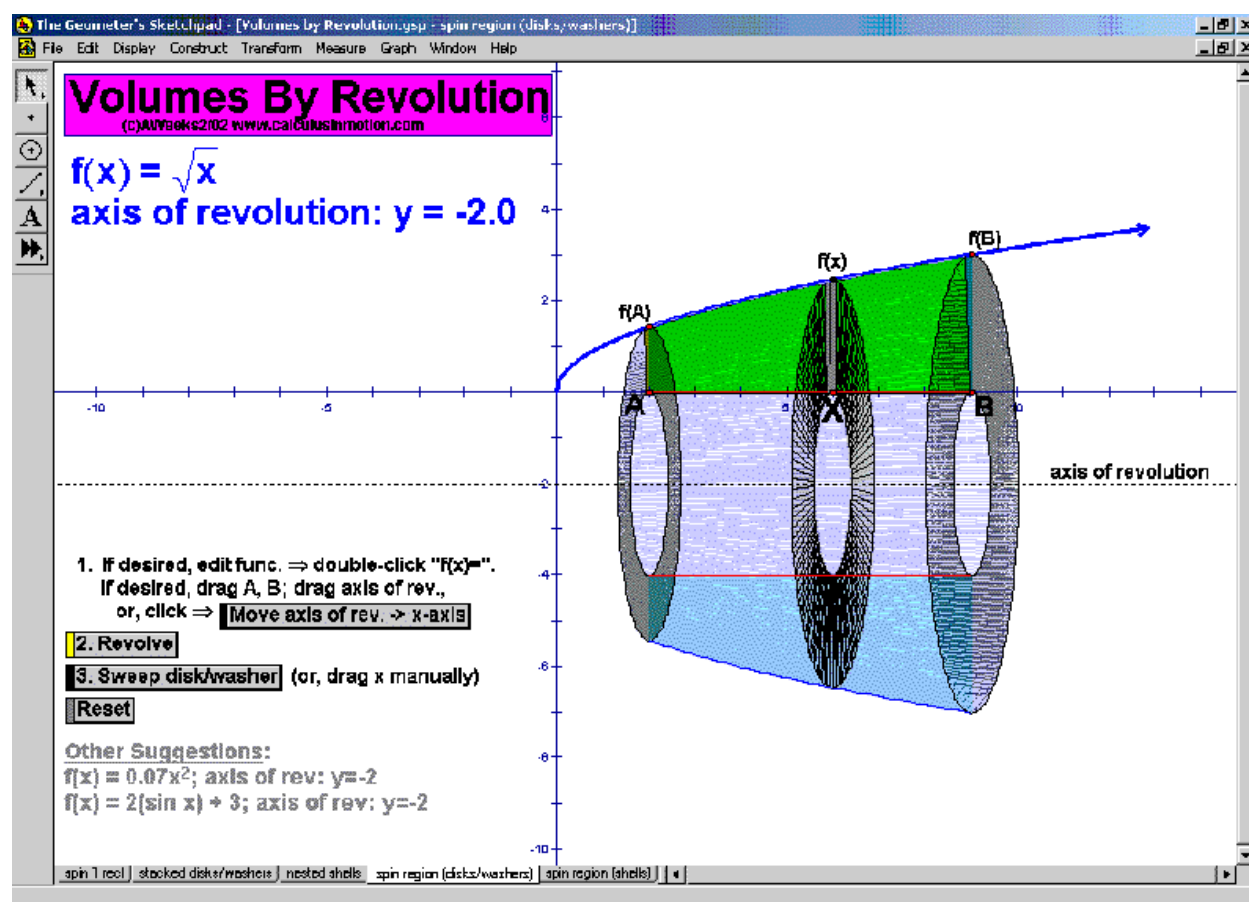 The Geometer's Sketchpad - [Volumes by Revolution.gsp - spin region (disks/washers)]
File Edit Display Construct Transform Measure Graph Window Help
Volumes By Revolution
(c)AWeeks2/02 www.calculusinmotion.com
f(x) = √x
axis of revolution: y = -2.0
8
4
2
-2
-4
-6
-8
-10
-10
-5
5
10
f(A)
f(x)
f(B)
A
X
B
axis of revolution
1. If desired, edit func. ⇒ double-click "f(x)=".
If desired, drag A, B; drag axis of rev.,
or, click ⇒ Move axis of rev. -> x-axis
2. Revolve
3. Sweep disk/washer (or, drag x manually)
Reset
Other Suggestions:
f(x) = 0.07x²; axis of rev: y=-2
f(x) = 2(sin x) + 3; axis of rev: y=-2
spin 1 rect stacked disks/washers nested shells spin region (disks/washers) spin region (shells)